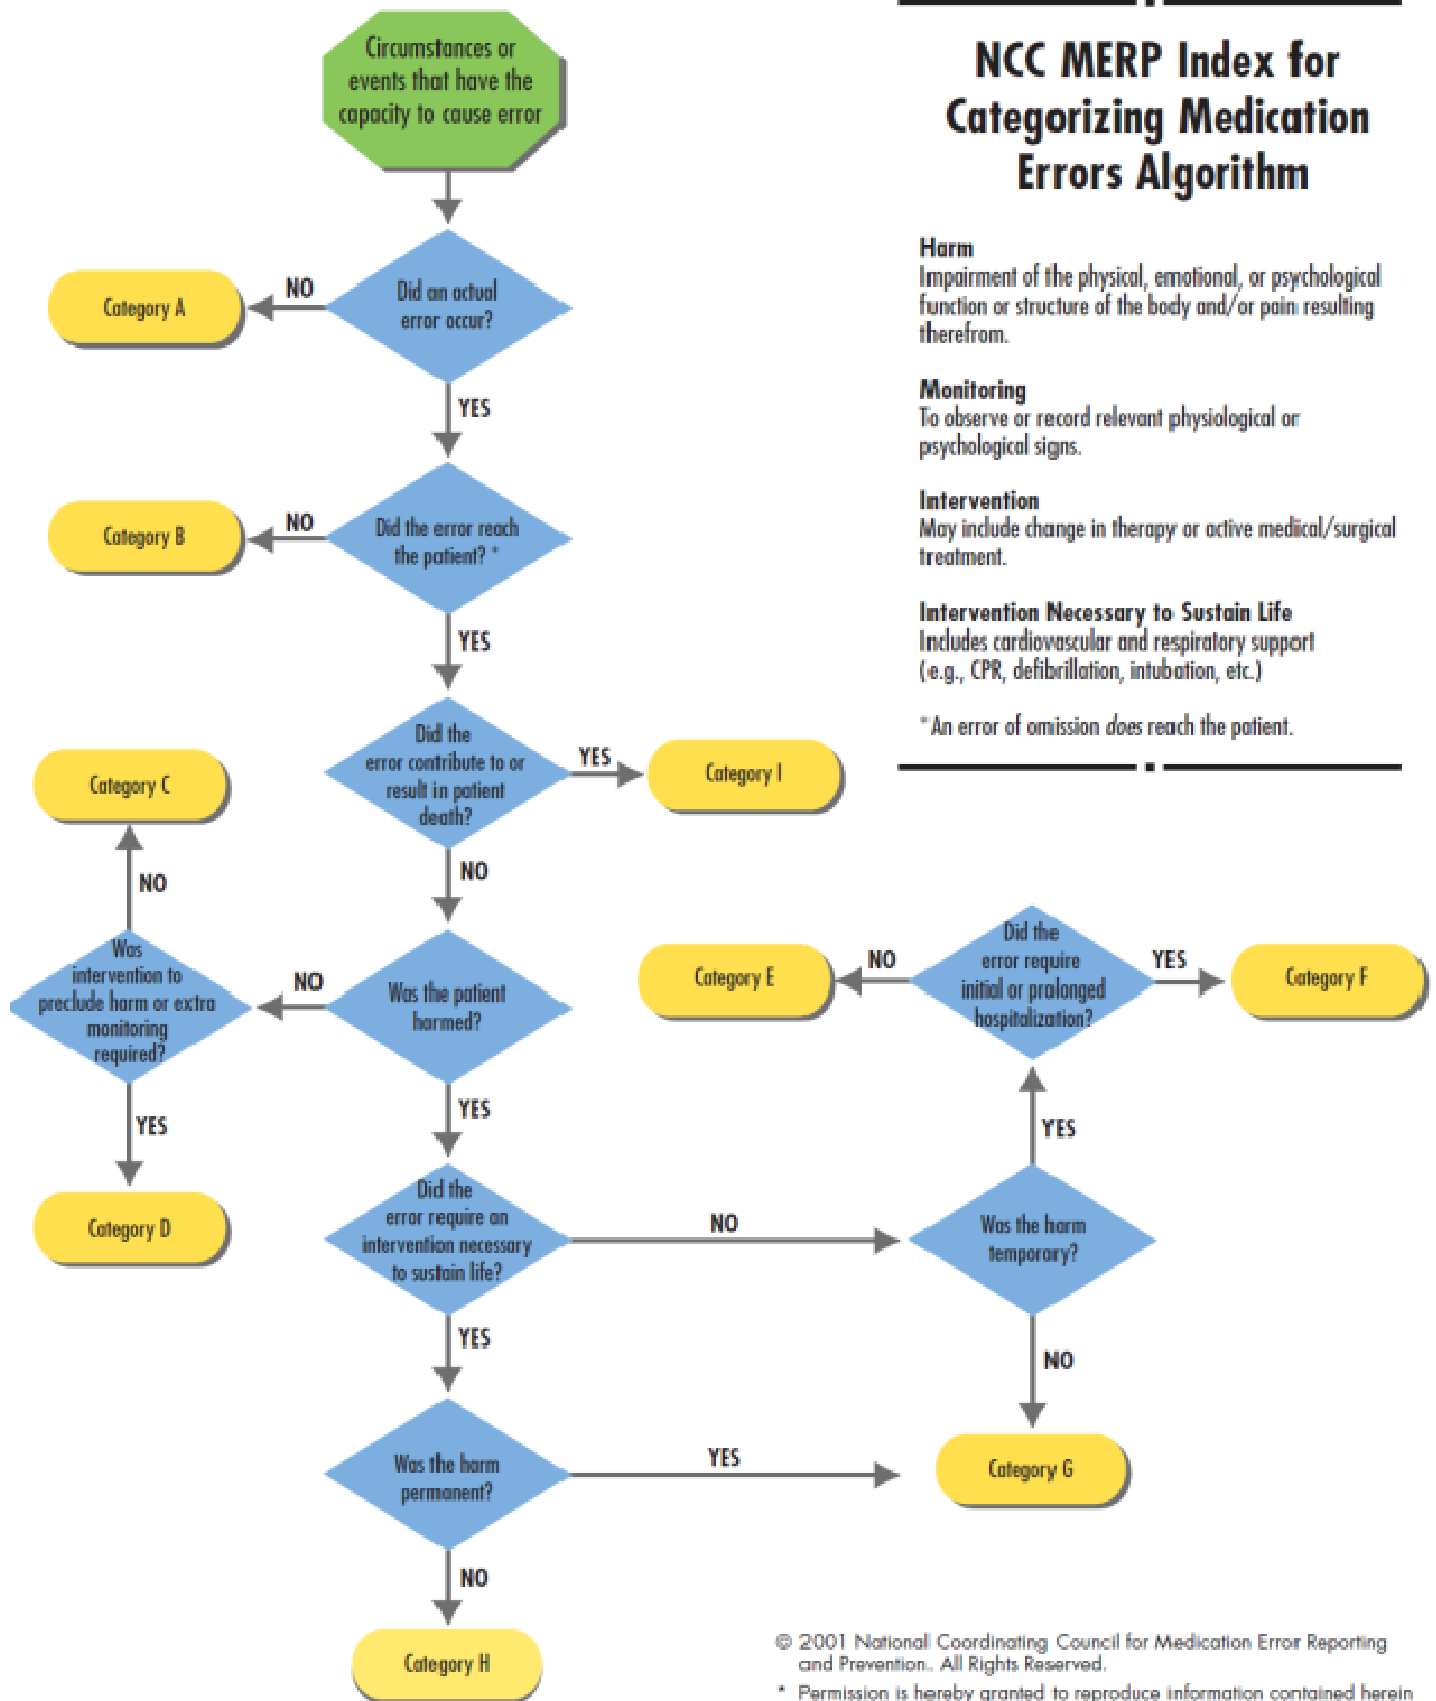 Circumstances or
events that have the
capacity to cause error
NCC MERP Index for
Categorizing Medication
Errors Algorithm
Harm
Impairment of the physical, emotional, or psychological
function or structure of the body and/or pain resulting
therefrom.
Monitoring
To observe or record relevant physiological or
psychological signs.
Intervention
May include change in therapy or active medical/surgical
treatment.
Intervention Necessary to Sustain Life
Includes cardiovascular and respiratory support
(e.g., CPR, defibrillation, intubation, etc.)
*An error of omission does reach the patient.
Did an actual
error occur?
NO
Category A
YES
Did the error reach
the patient? *
NO
Category B
YES
Did the
error contribute to or
result in patient
death?
YES
Category I
NO
Category C
NO
Was
intervention to
preclude harm or extra
monitoring
required?
NO
Was the patient
harmed?
YES
Category D
YES
Did the
error require an
intervention necessary
to sustain life?
NO
Was the harm
temporary?
YES
Did the
error require
initial or prolonged
hospitalization?
NO
Category E
YES
Category F
NO
Category G
YES
Was the harm
permanent?
YES
NO
Category H
© 2001 National Coordinating Council for Medication Error Reporting
and Prevention.. All Rights Reserved.
* Permission is hereby granted to reproduce information contained herein